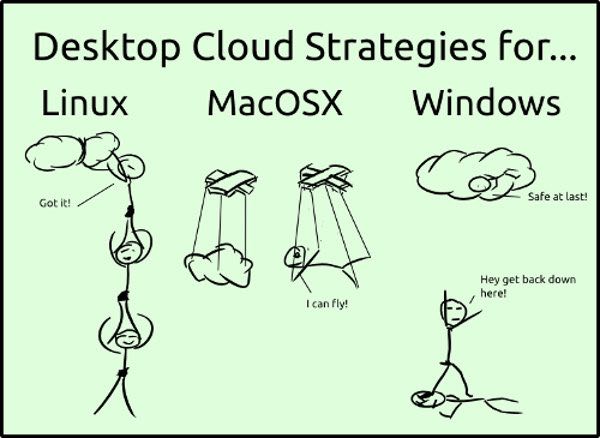 Desktop Cloud Strategies for...
Linux
MacOSX
Windows
Got it!
I can fly!
Safe at last!
Hey get back down
here!